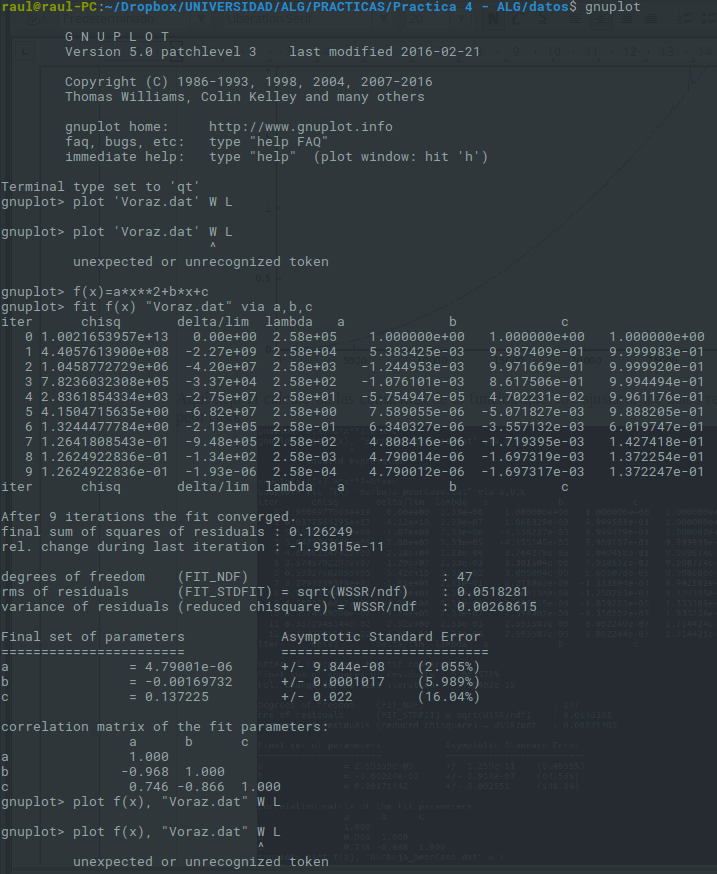 raul@raul-PC:~/Dropbox/UNIVERSIDAD/ALG/PRACTICAS/Practica 4 - ALG/datos$ gnuplot
G N U P L O T
Version 5.0 patchlevel 3    last modified 2016-02-21
Copyright (C) 1986-1993, 1998, 2004, 2007-2016
Thomas Williams, Colin Kelley and many others
gnuplot home:     http://www.gnuplot.info
faq, bugs, etc:   type "help FAQ"
immediate help:   type "help"  (plot window: hit 'h')
Terminal type set to 'qt'
gnuplot> plot 'Voraz.dat' W L
gnuplot> plot 'Voraz.dat' W L
^
unexpected or unrecognized token
gnuplot> f(x)=a*x**2+b*x+c
gnuplot> fit f(x) "Voraz.dat" via a,b,c
iter      chisq       delta/lim  lambda   a             b             c
0 1.0021653957e+13   0.00e+00  2.58e+05    1.000000e+00   1.000000e+00   1.000000e+00
1 4.4057613900e+08  -2.27e+09  2.58e+04    5.383425e-03   9.987409e-01   9.999983e-01
2 1.0458772729e+06  -4.20e+07  2.58e+03   -1.244953e-03   9.971669e-01   9.999920e-01
3 7.8236032308e+05  -3.37e+04  2.58e+02   -1.076101e-03   8.617506e-01   9.994494e-01
4 2.8361854334e+03  -2.75e+07  2.58e+01   -5.754947e-05   4.702231e-02   9.961176e-01
5 4.1504715635e+00  -6.82e+07  2.58e+00    7.589055e-06  -5.071827e-03   9.888205e-01
6 1.3244477784e+00  -2.13e+05  2.58e-01    6.340327e-06  -3.557132e-03   6.019747e-01
7 1.2641808543e-01  -9.48e+05  2.58e-02    4.808416e-06  -1.719395e-03   1.427418e-01
8 1.2624922836e-01  -1.34e+02  2.58e-03    4.790014e-06  -1.697319e-03   1.372254e-01
9 1.2624922836e-01  -1.93e-06  2.58e-04    4.790012e-06  -1.697317e-03   1.372247e-01
iter      chisq       delta/lim  lambda   a             b             c
After 9 iterations the fit converged.
final sum of squares of residuals : 0.126249
rel. change during last iteration : -1.93015e-11
degrees of freedom    (FIT_NDF)                        : 47
rms of residuals      (FIT_STDFIT) = sqrt(WSSR/ndf)    : 0.0518281
variance of residuals (reduced chisquare) = WSSR/ndf   : 0.00268615
Final set of parameters            Asymptotic Standard Error
=======================            ==========================
a               = 4.79001e-06      +/- 9.844e-08    (2.055%)
b               = -0.00169732      +/- 0.0001017    (5.989%)
c               = 0.137225         +/- 0.022        (16.04%)
correlation matrix of the fit parameters:
a      b      c
a               1.000
b              -0.968  1.000
c               0.746 -0.866  1.000
gnuplot> plot f(x), "Voraz.dat" W L
gnuplot> plot f(x), "Voraz.dat" W L
^
unexpected or unrecognized token